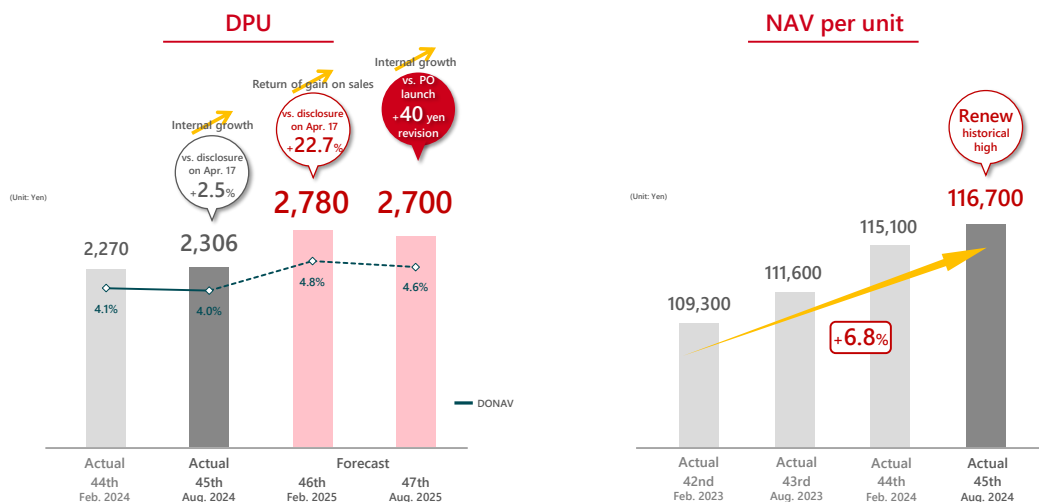 DPU
Internal growth
vs. disclosure
on Apr. 17
+2.5%
Return of gain on sales
vs. disclosure
on Apr. 17
+22.7%
Internal growth
vs. PO
launch
+40 yen
revision
(Unit: Yen)
2,270
2,306
2,780
2,700
4.1%
4.0%
4.8%
4.6%
DONAV
Actual
44th
Feb. 2024
Actual
45th
Aug. 2024
Forecast
46th
Feb. 2025
47th
Aug. 2025
NAV per unit
Renew
historical
high
(Unit: Yen)
109,300
111,600
115,100
116,700
+6.8%
Actual
42nd
Feb. 2023
Actual
43rd
Aug. 2023
Actual
44th
Feb. 2024
Actual
45th
Aug. 2024